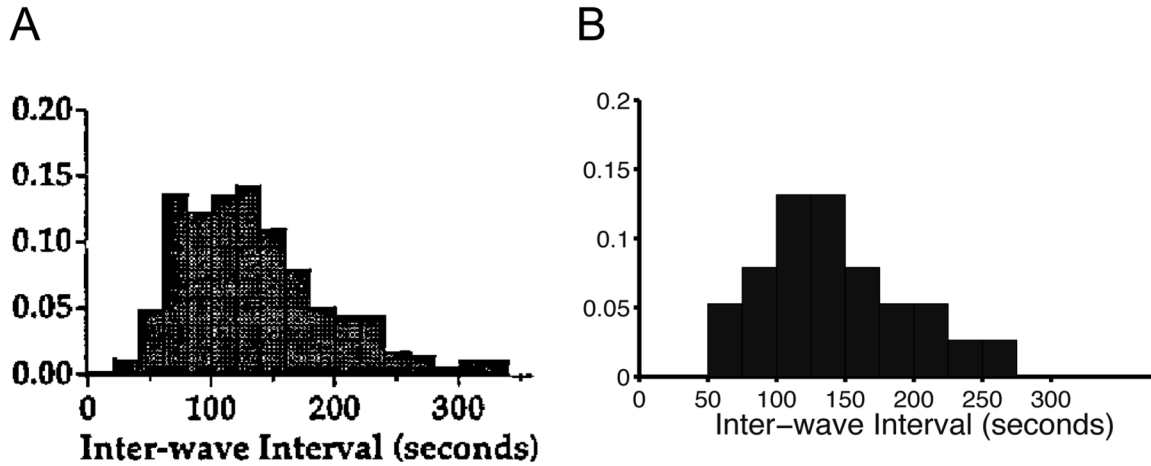 A
0.20
0.15
0.10
0.05
0.00
0 100 200 300
Inter-wave Interval (seconds)
B
0.2
0.15
0.1
0.05
0
0 50 100 150 200 250 300
Inter−wave Interval (seconds)